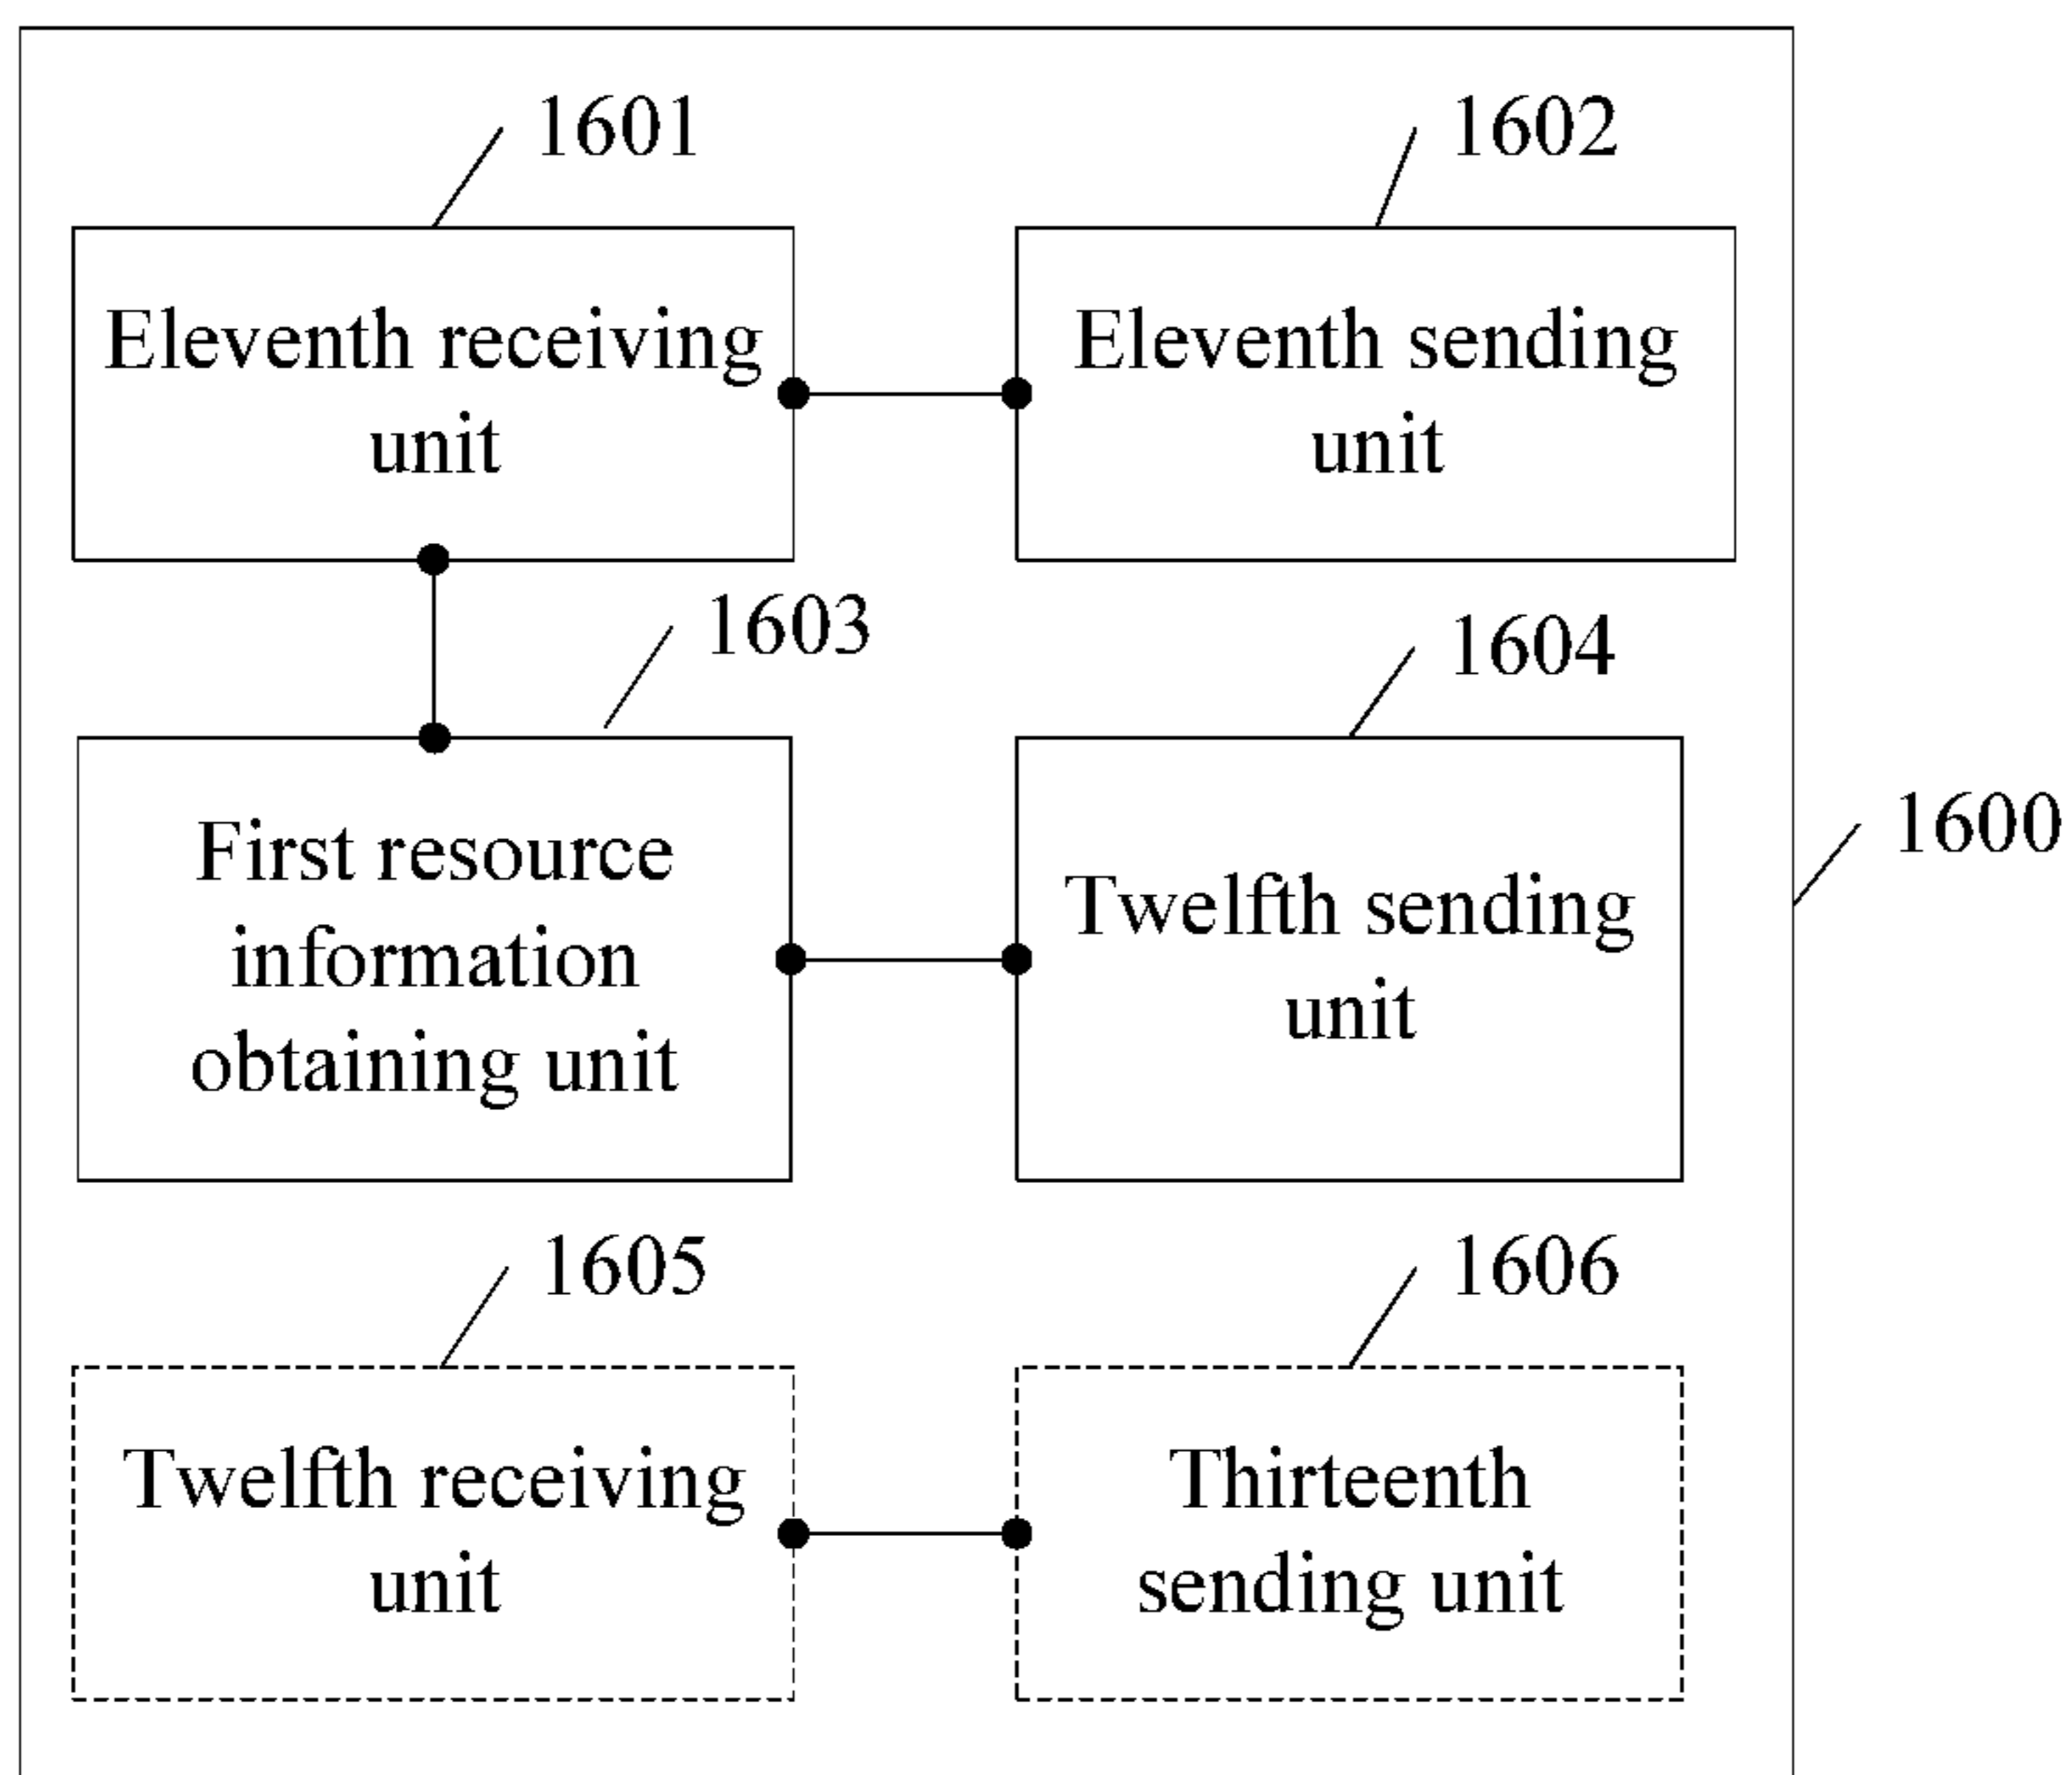 1601
1602
Eleventh receiving
unit
Eleventh sending
unit
1603
1604
First resource
information
obtaining unit
Twelfth sending
unit
1600
1605
1606
Twelfth receiving
unit
Thirteenth
sending unit